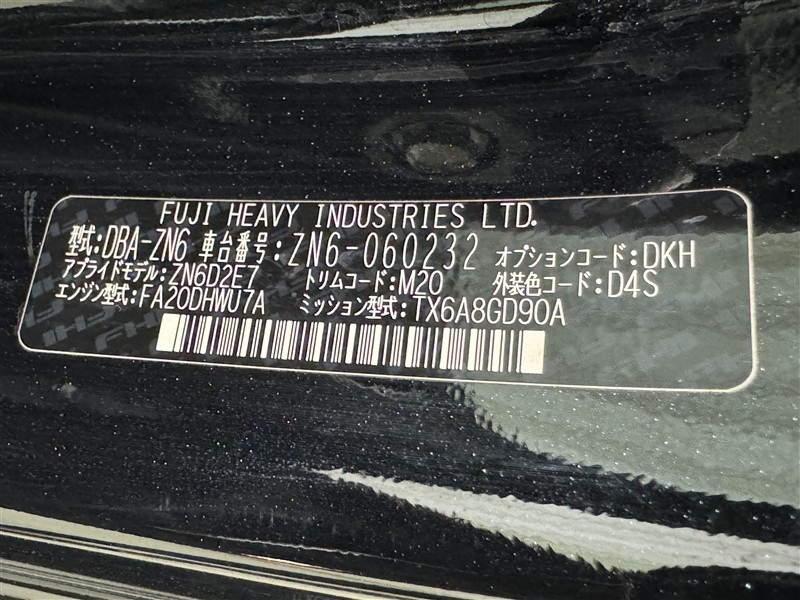 FUJI HEAVY INDUSTRIES LTD.
型式:DBA-ZN6 車台番号:ZN6-060232 オプションコード:DKH
アプライドモデル:ZN6D2E7 トリムコード:M20 外装色コード:D4S
エンジン型式:FA20DHWU7A ミッション型式:TX6A8GD90A